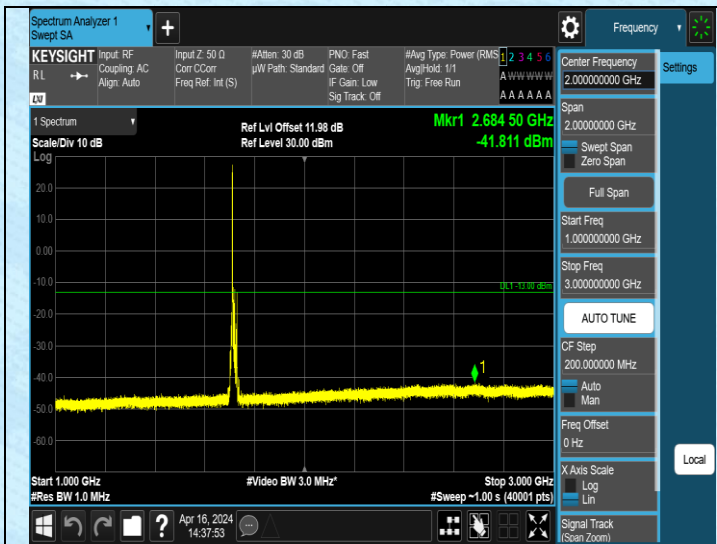 Spectrum Analyzer 1
Swept SA
Frequency
KEYSIGHT
RL
LXI
Input: RF
Coupling: AC
Align: Auto
Input Z: 50 Ω
Corr CCorr
Freq Ref: Int (S)
#Atten: 30 dB
µW Path: Standard
PNO: Fast
Gate: Off
IF Gain: Low
Sig Track: Off
#Avg Type: Power (RMS
Avg|Hold: 1/1
Trig: Free Run
1 2 3 4 5 6
A W W W W W
A A A A A A
1 Spectrum
Scale/Div 10 dB
Log
Ref Lvl Offset 11.98 dB
Ref Level 30.00 dBm
Mkr1 2.684 50 GHz
-41.811 dBm
20.0
10.0
0.00
-10.0
DL1 -13.00 dBm
-20.0
-30.0
-40.0
1
-50.0
-60.0
Start 1.000 GHz
#Res BW 1.0 MHz
#Video BW 3.0 MHz*
Stop 3.000 GHz
#Sweep ~1.00 s (40001 pts)
Apr 16, 2024
14:37:53
Center Frequency
2.000000000 GHz
Span
2.00000000 GHz
Swept Span
Zero Span
Full Span
Start Freq
1.000000000 GHz
Stop Freq
3.000000000 GHz
AUTO TUNE
CF Step
200.000000 MHz
Auto
Man
Freq Offset
0 Hz
X Axis Scale
Log
Lin
Signal Track
(Span Zoom)
Settings
Local